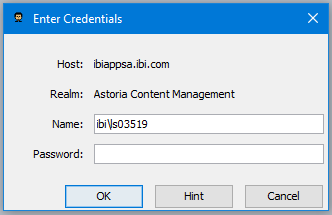 Enter Credentials
Host: ibiappsa.ibi.com
Realm: Astoria Content Management
Name: ibi\ls03519
Password:
OK Hint Cancel